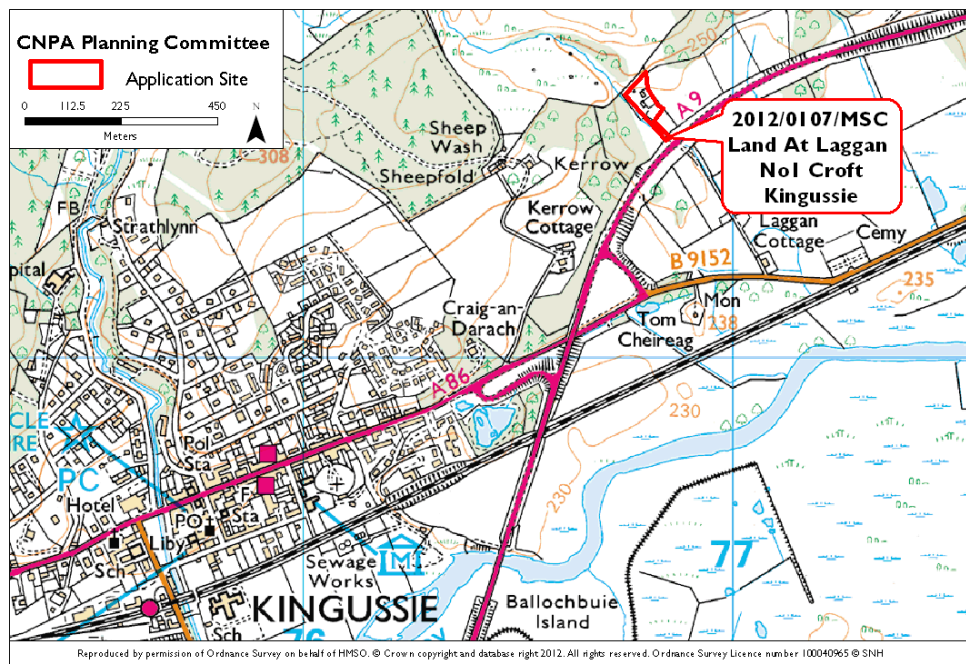 CNPA Planning Committee
Application Site
0 112.5 225 450
N
Meters
250
A 9
2012/0107/MSC
Land At Laggan
No1 Croft
Kingussie
308
Sheep
Wash
Sheepfold
Kerrow
Kerrow
Cottage
FB
Strathlynn
pital
Laggan
Cottage
Cemy
B 9152
235
Mon
238
Tom
Cheireag
Craig-an-
Darach
A 86
230
230
CLE
RE
PC
Pol
Sta
Hotel
F
Sta
PO
Liby
Sch
Sewage
Works
M
77
KINGUSSIE
Sch
76
Ballochbuie
Island
Reproduced by permission of Ordnance Survey on behalf of HMSO. © Crown copyright and database right 2012. All rights reserved. Ordnance Survey Licence number 100040965 © SNH